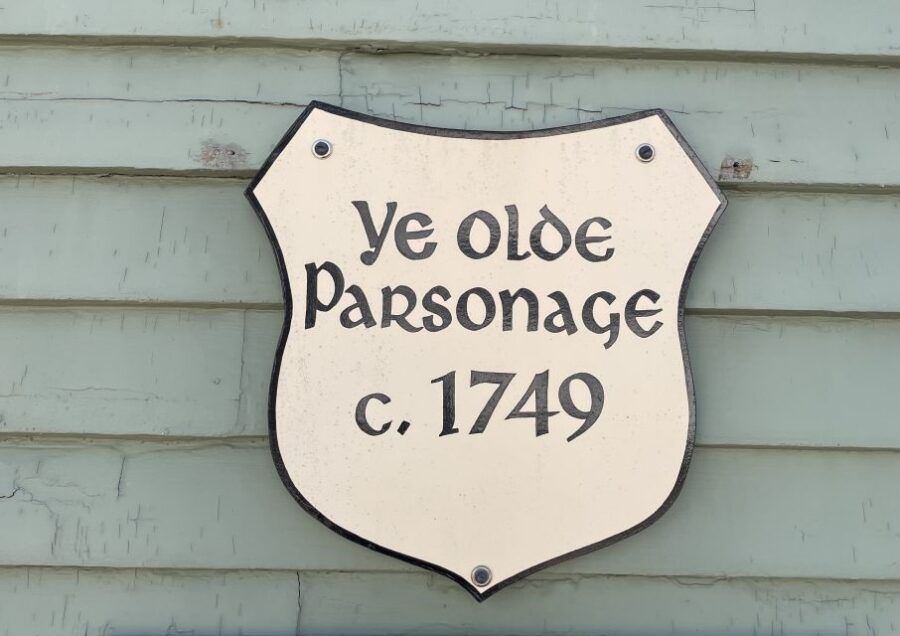 Ye Olde
Parsonage
c. 1749